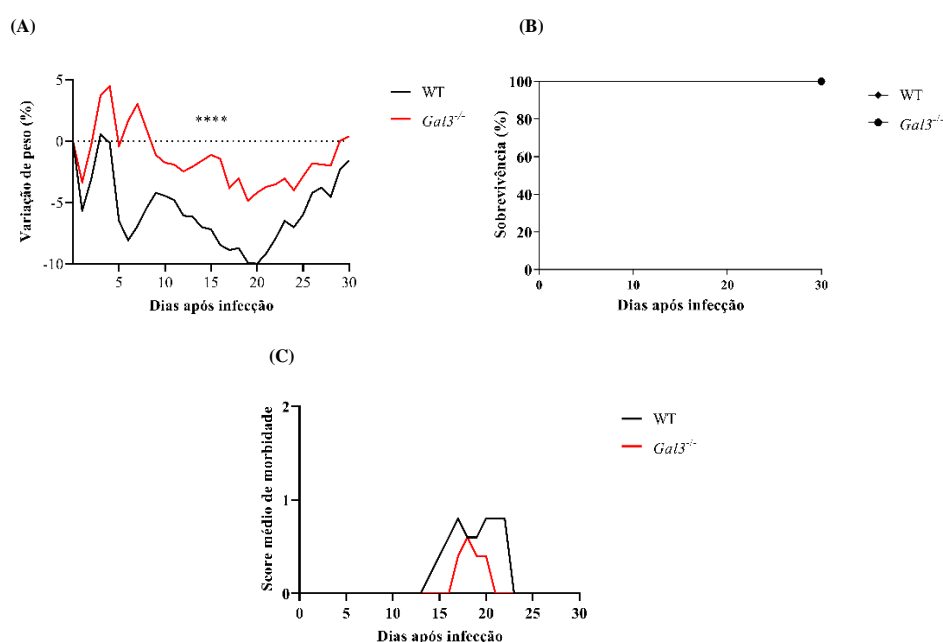 (A)
5
0
-5
-10
Variação de peso (%)
****
WT
Gal3-/-
5 10 15 20 25 30
Dias após infecção
(B)
100
80
60
40
20
0
Sobrevivência (%)
WT
Gal3-/-
0 10 20 30
Dias após infecção
(C)
2
1
0
Score médio de morbidade
WT
Gal3-/-
0 5 10 15 20 25 30
Dias após infecção